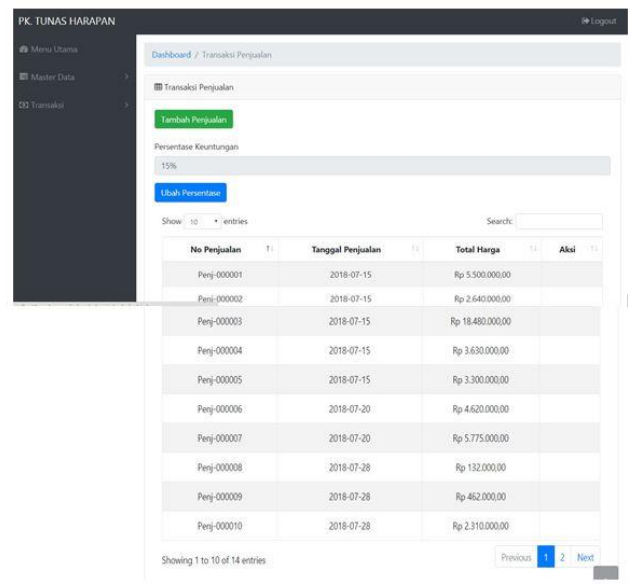 PK. TUNAS HARAPAN
Logout
Menu Utama
Master Data
Transaksi
Dashboard / Transaksi Penjualan
Transaksi Penjualan
Tambah Penjualan
Persentase Keuntungan
15%
Ubah Persentase
Show 10 entries Search:
No Penjualan Tanggal Penjualan Total Harga Aksi
Penj-000001 2018-07-15 Rp 5.500.000,00
Penj-000002 2018-07-15 Rp 2.640.000,00
Penj-000003 2018-07-15 Rp 18.480.000,00
Penj-000004 2018-07-15 Rp 3.630.000,00
Penj-000005 2018-07-15 Rp 3.300.000,00
Penj-000006 2018-07-20 Rp 4.620.000,00
Penj-000007 2018-07-20 Rp 5.775.000,00
Penj-000008 2018-07-28 Rp 132.000,00
Penj-000009 2018-07-28 Rp 462.000,00
Penj-000010 2018-07-28 Rp 2.310.000,00
Showing 1 to 10 of 14 entries Previous 1 2 Next